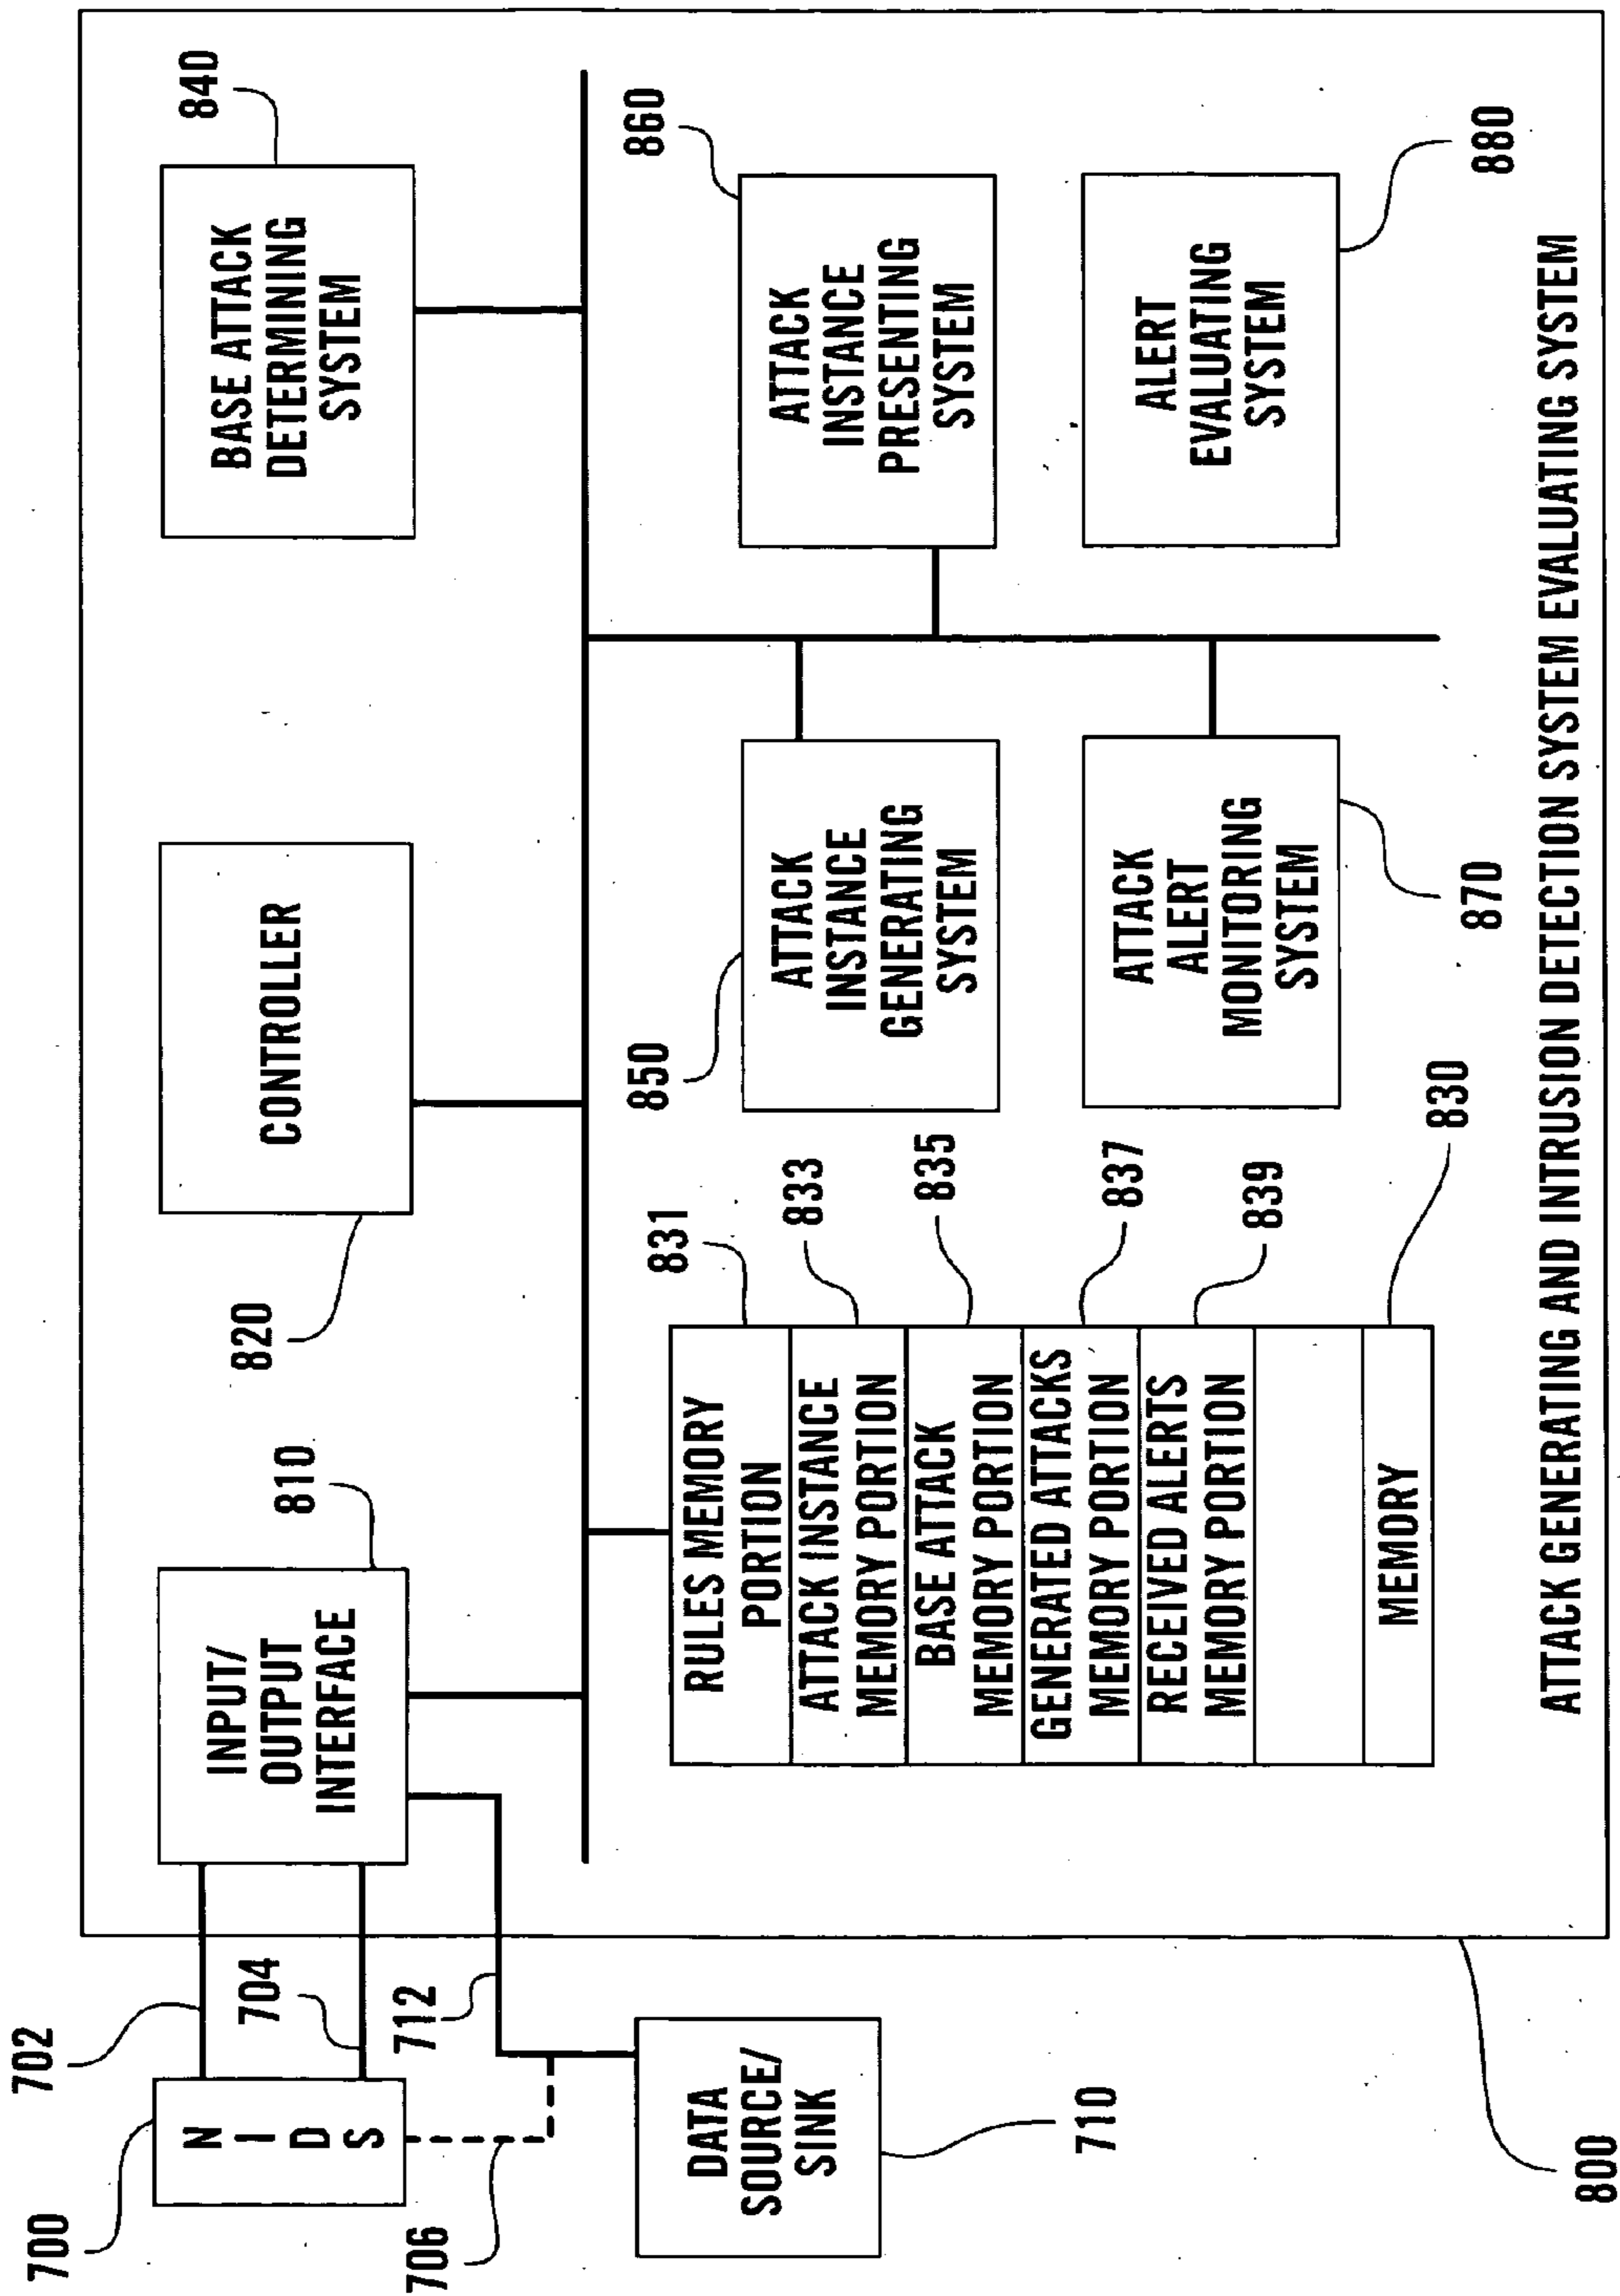 700
702
704
706
712
N
I
D
S
DATA
SOURCE/
SINK
710
800
INPUT/
OUTPUT
INTERFACE
810
CONTROLLER
820
BASE ATTACK
DETERMINING
SYSTEM
840
RULES MEMORY
PORTION
831
ATTACK INSTANCE
MEMORY PORTION
833
BASE ATTACK
MEMORY PORTION
835
GENERATED ATTACKS
MEMORY PORTION
837
RECEIVED ALERTS
MEMORY PORTION
839
MEMORY
830
850
ATTACK
INSTANCE
GENERATING
SYSTEM
860
ATTACK
INSTANCE
PRESENTING
SYSTEM
ATTACK
ALERT
MONITORING
SYSTEM
870
ALERT
EVALUATING
SYSTEM
880
ATTACK GENERATING AND INTRUSION DETECTION SYSTEM EVALUATING SYSTEM